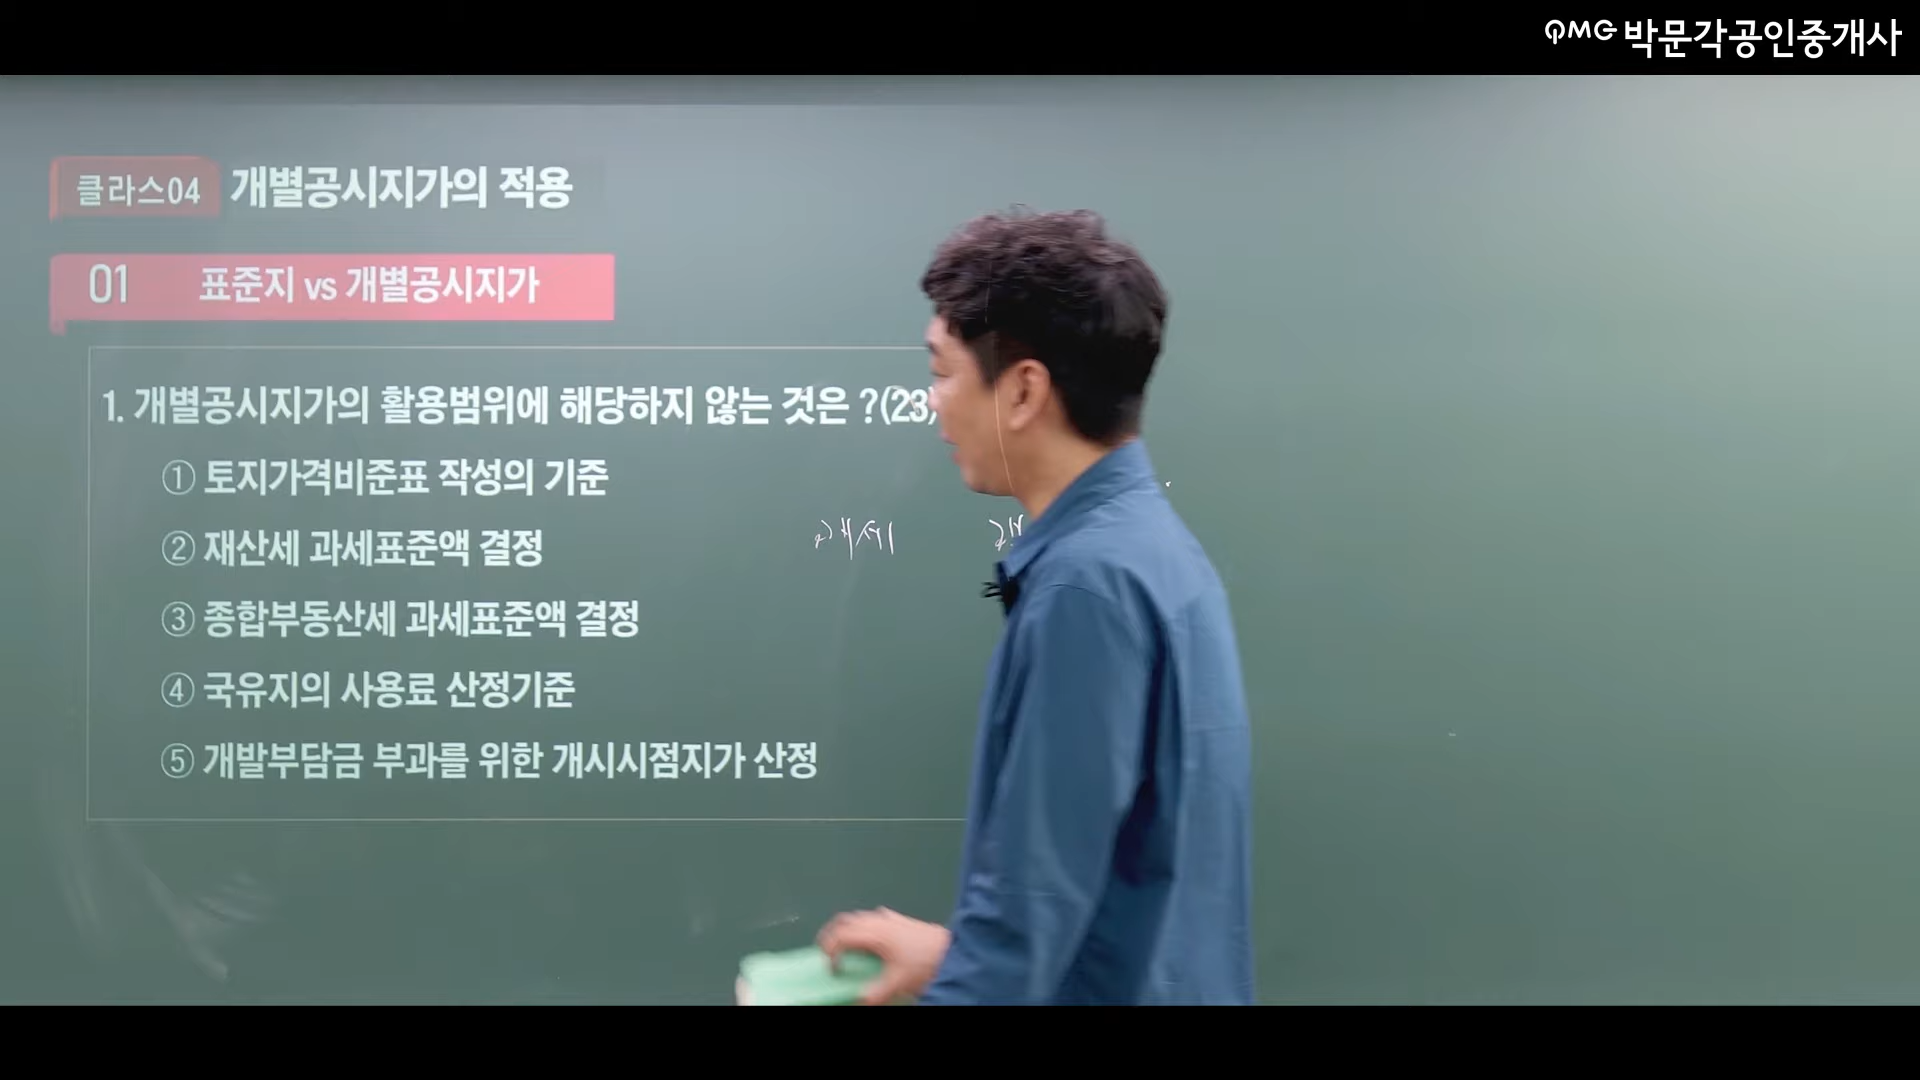 QMG박문각공인중개사
클라스04 개별공시지가의 적용
01 표준지 vs 개별공시지가
1. 개별공시지가의 활용범위에 해당하지 않는 것은 ?(23)
① 토지가격비준표 작성의 기준
② 재산세 과세표준액 결정
③ 종합부동산세 과세표준액 결정
④ 국유지의 사용료 산정기준
⑤ 개발부담금 부과를 위한 개시시점지가 산정